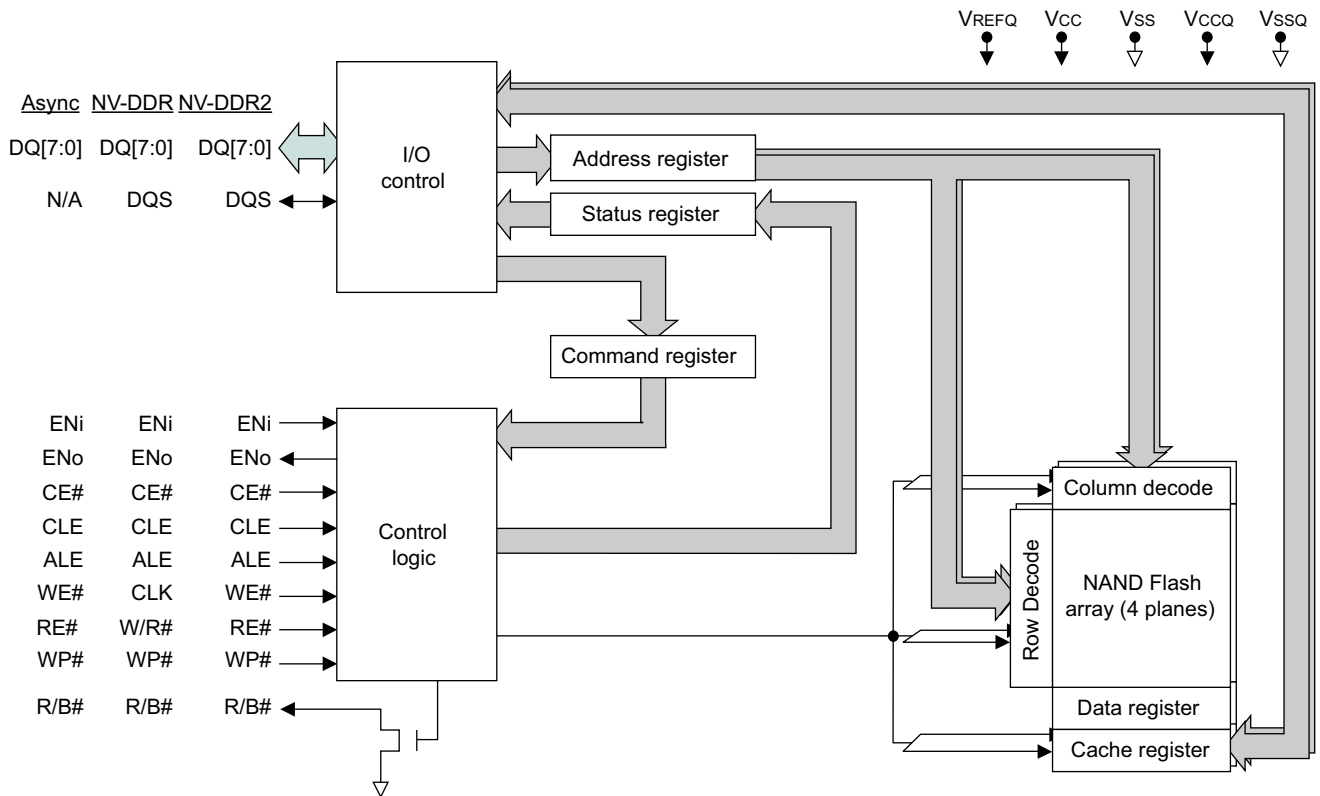 VREFQ VCC VSS VCCQ VSSQ
Async NV-DDR NV-DDR2
DQ[7:0] DQ[7:0] DQ[7:0]
N/A DQS DQS
I/O
control
Address register
Status register
Command register
ENi ENi ENi
ENo ENo ENo
CE# CE# CE#
CLE CLE CLE
ALE ALE ALE
WE# CLK WE#
RE# W/R# RE#
WP# WP# WP#
R/B# R/B# R/B#
Control
logic
Column decode
Row Decode
NAND Flash
array (4 planes)
Data register
Cache register